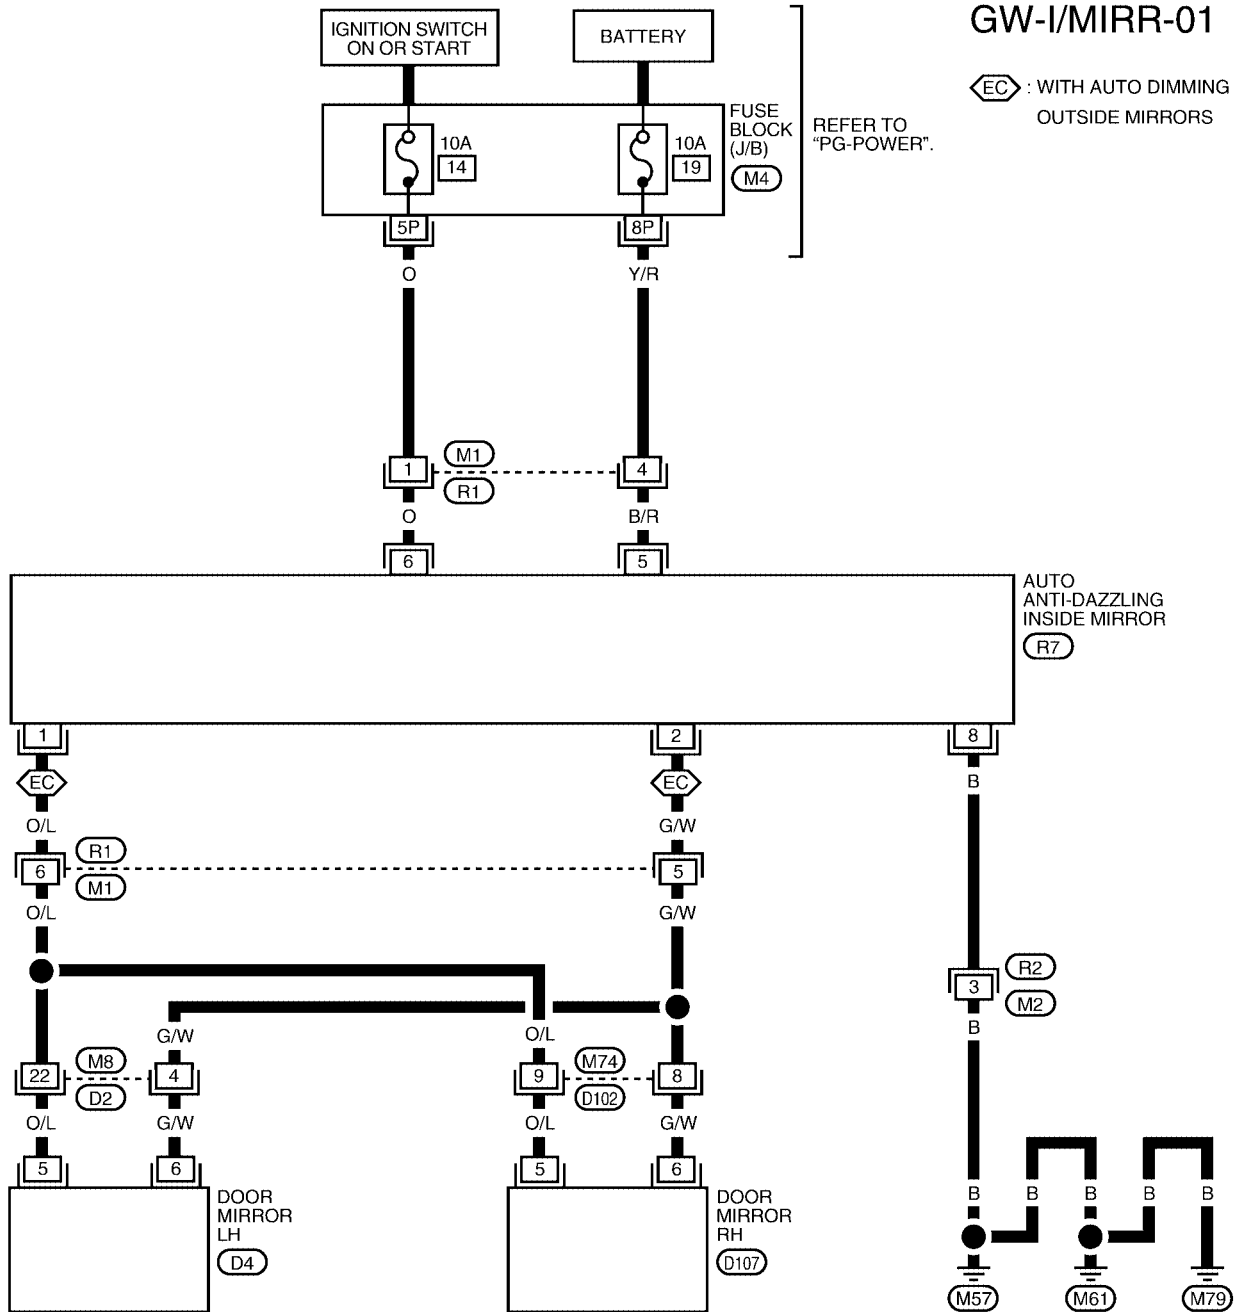 GW-I/MIRR-01
IGNITION SWITCH
ON OR START
BATTERY
EC : WITH AUTO DIMMING
OUTSIDE MIRRORS
FUSE
BLOCK
(J/B)
M4
REFER TO
“PG-POWER”.
10A
14
10A
19
5P
8P
O
Y/R
1
M1
R1
4
O
B/R
6
5
AUTO
ANTI-DAZZLING
INSIDE MIRROR
R7
1
2
8
EC
EC
B
O/L
G/W
6
R1
M1
5
O/L
G/W
R2
3
M2
B
G/W
O/L
22
M8
D2
4
9
M74
D102
8
O/L
G/W
O/L
G/W
5
6
5
6
DOOR
MIRROR
LH
D4
DOOR
MIRROR
RH
D107
B
B
B
B
B
M57
M61
M79